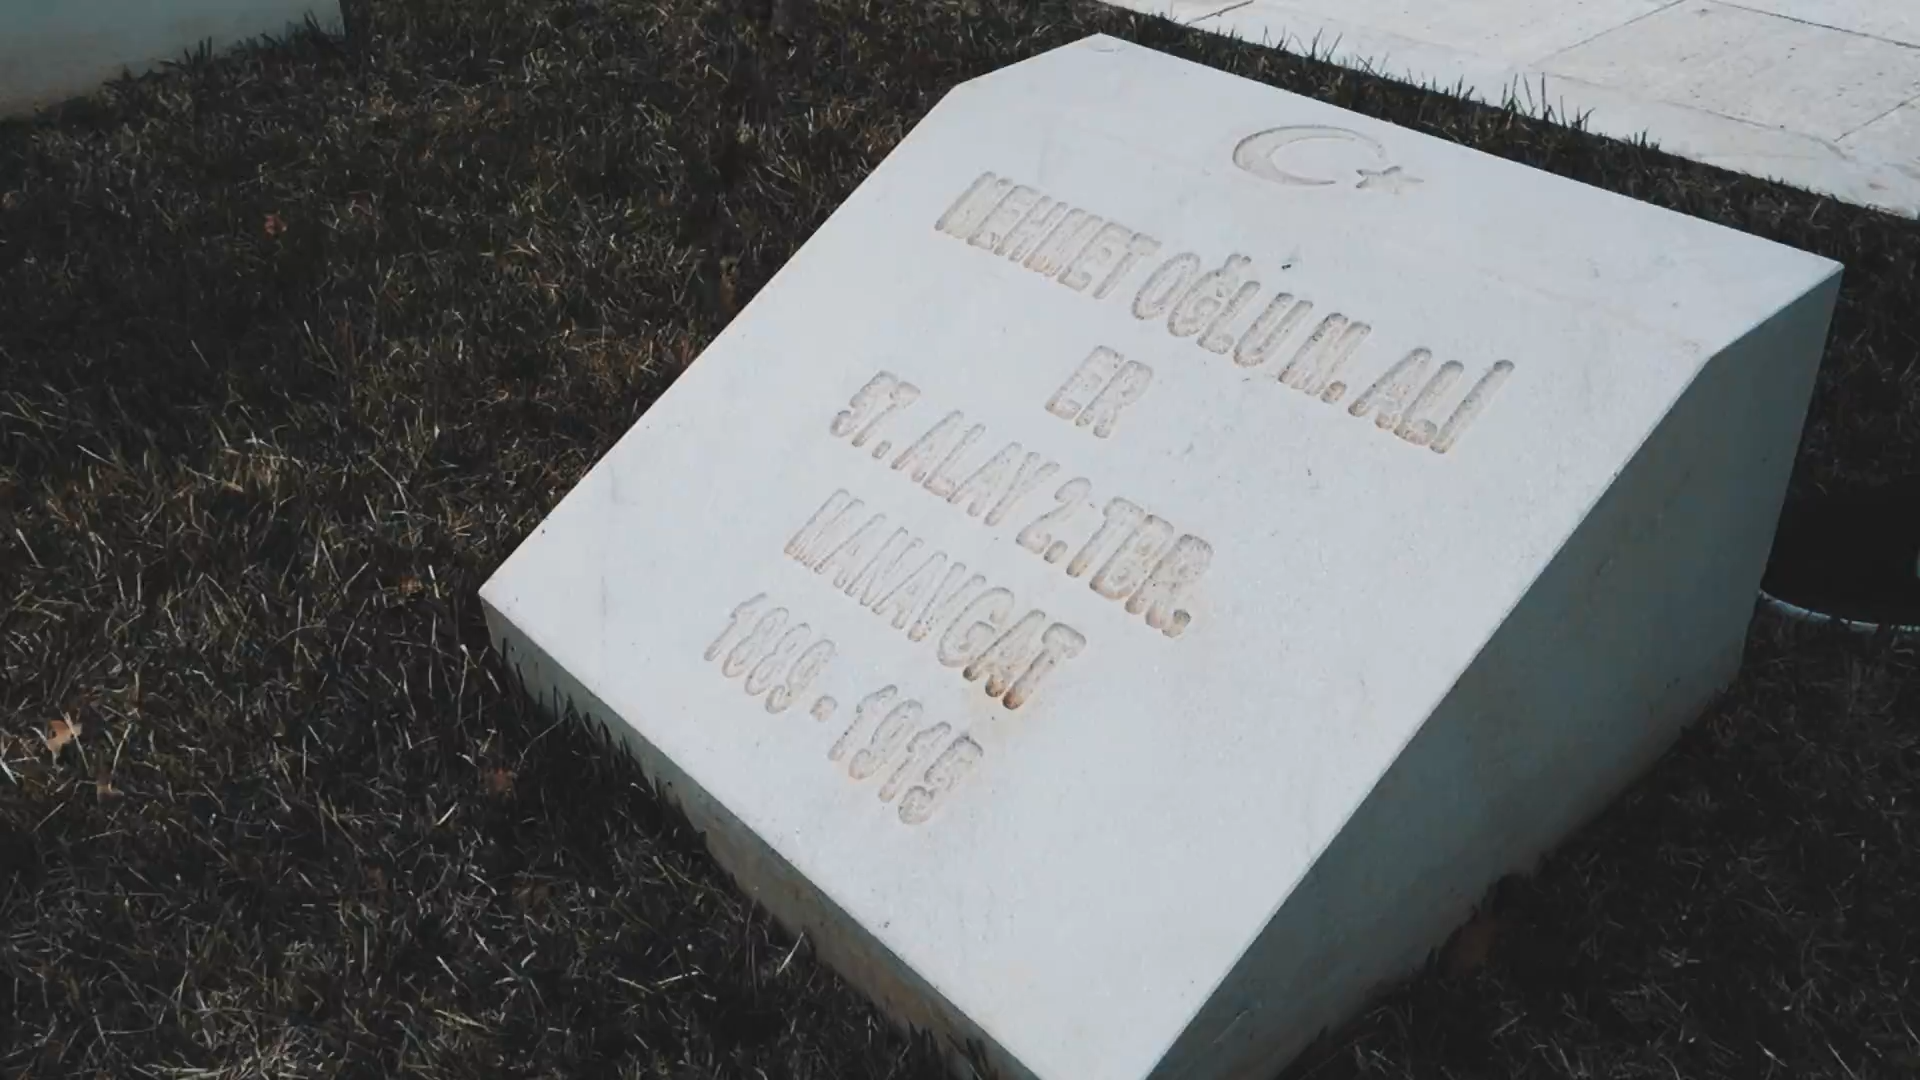 MEHMET OĞLU M. ALİ
ER
57. ALAY 2.TBR.
MANAVGAT
1889 - 1915